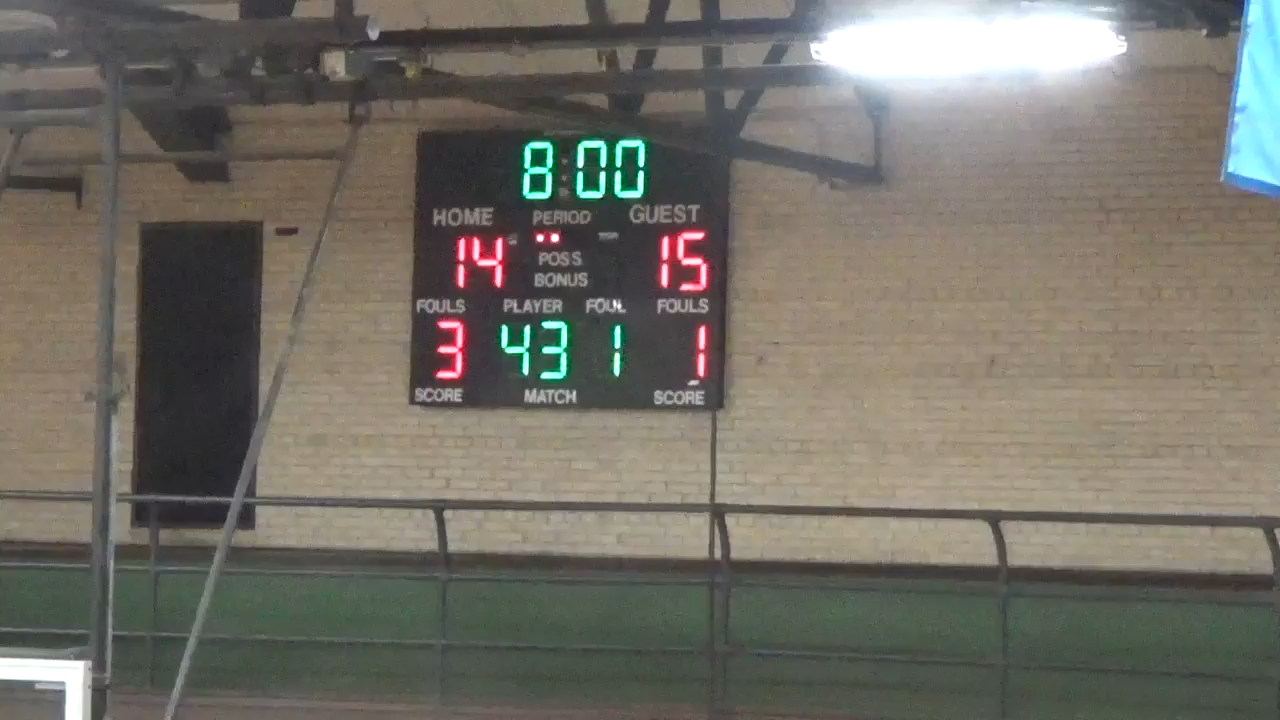 8:00
HOME PERIOD GUEST
14 POSS 15
BONUS
FOULS PLAYER FOUL FOULS
3 43 1 1
SCORE MATCH SCORE